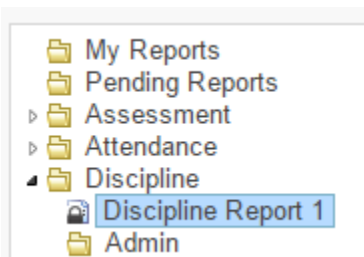 My Reports
Pending Reports
Assessment
Attendance
Discipline
Discipline Report 1
Admin